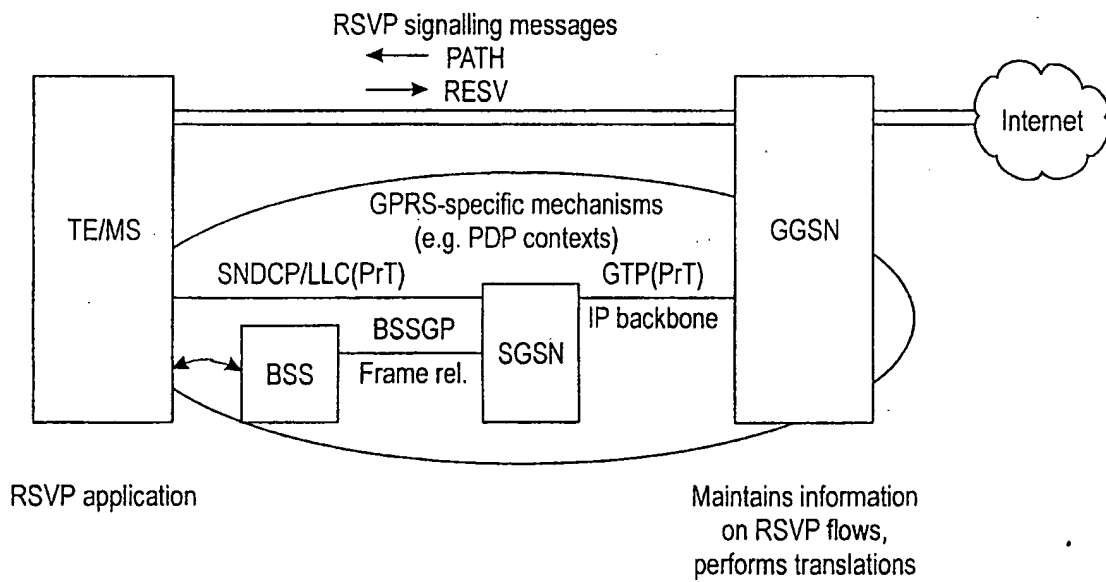 RSVP signalling messages
PATH
RESV
Internet
TE/MS
GPRS-specific mechanisms
(e.g. PDP contexts)
GGSN
SNDCP/LLC(PrT)
GTP(PrT)
BSSGP
SGSN
IP backbone
BSS
Frame rel.
RSVP application
Maintains information
on RSVP flows,
performs translations